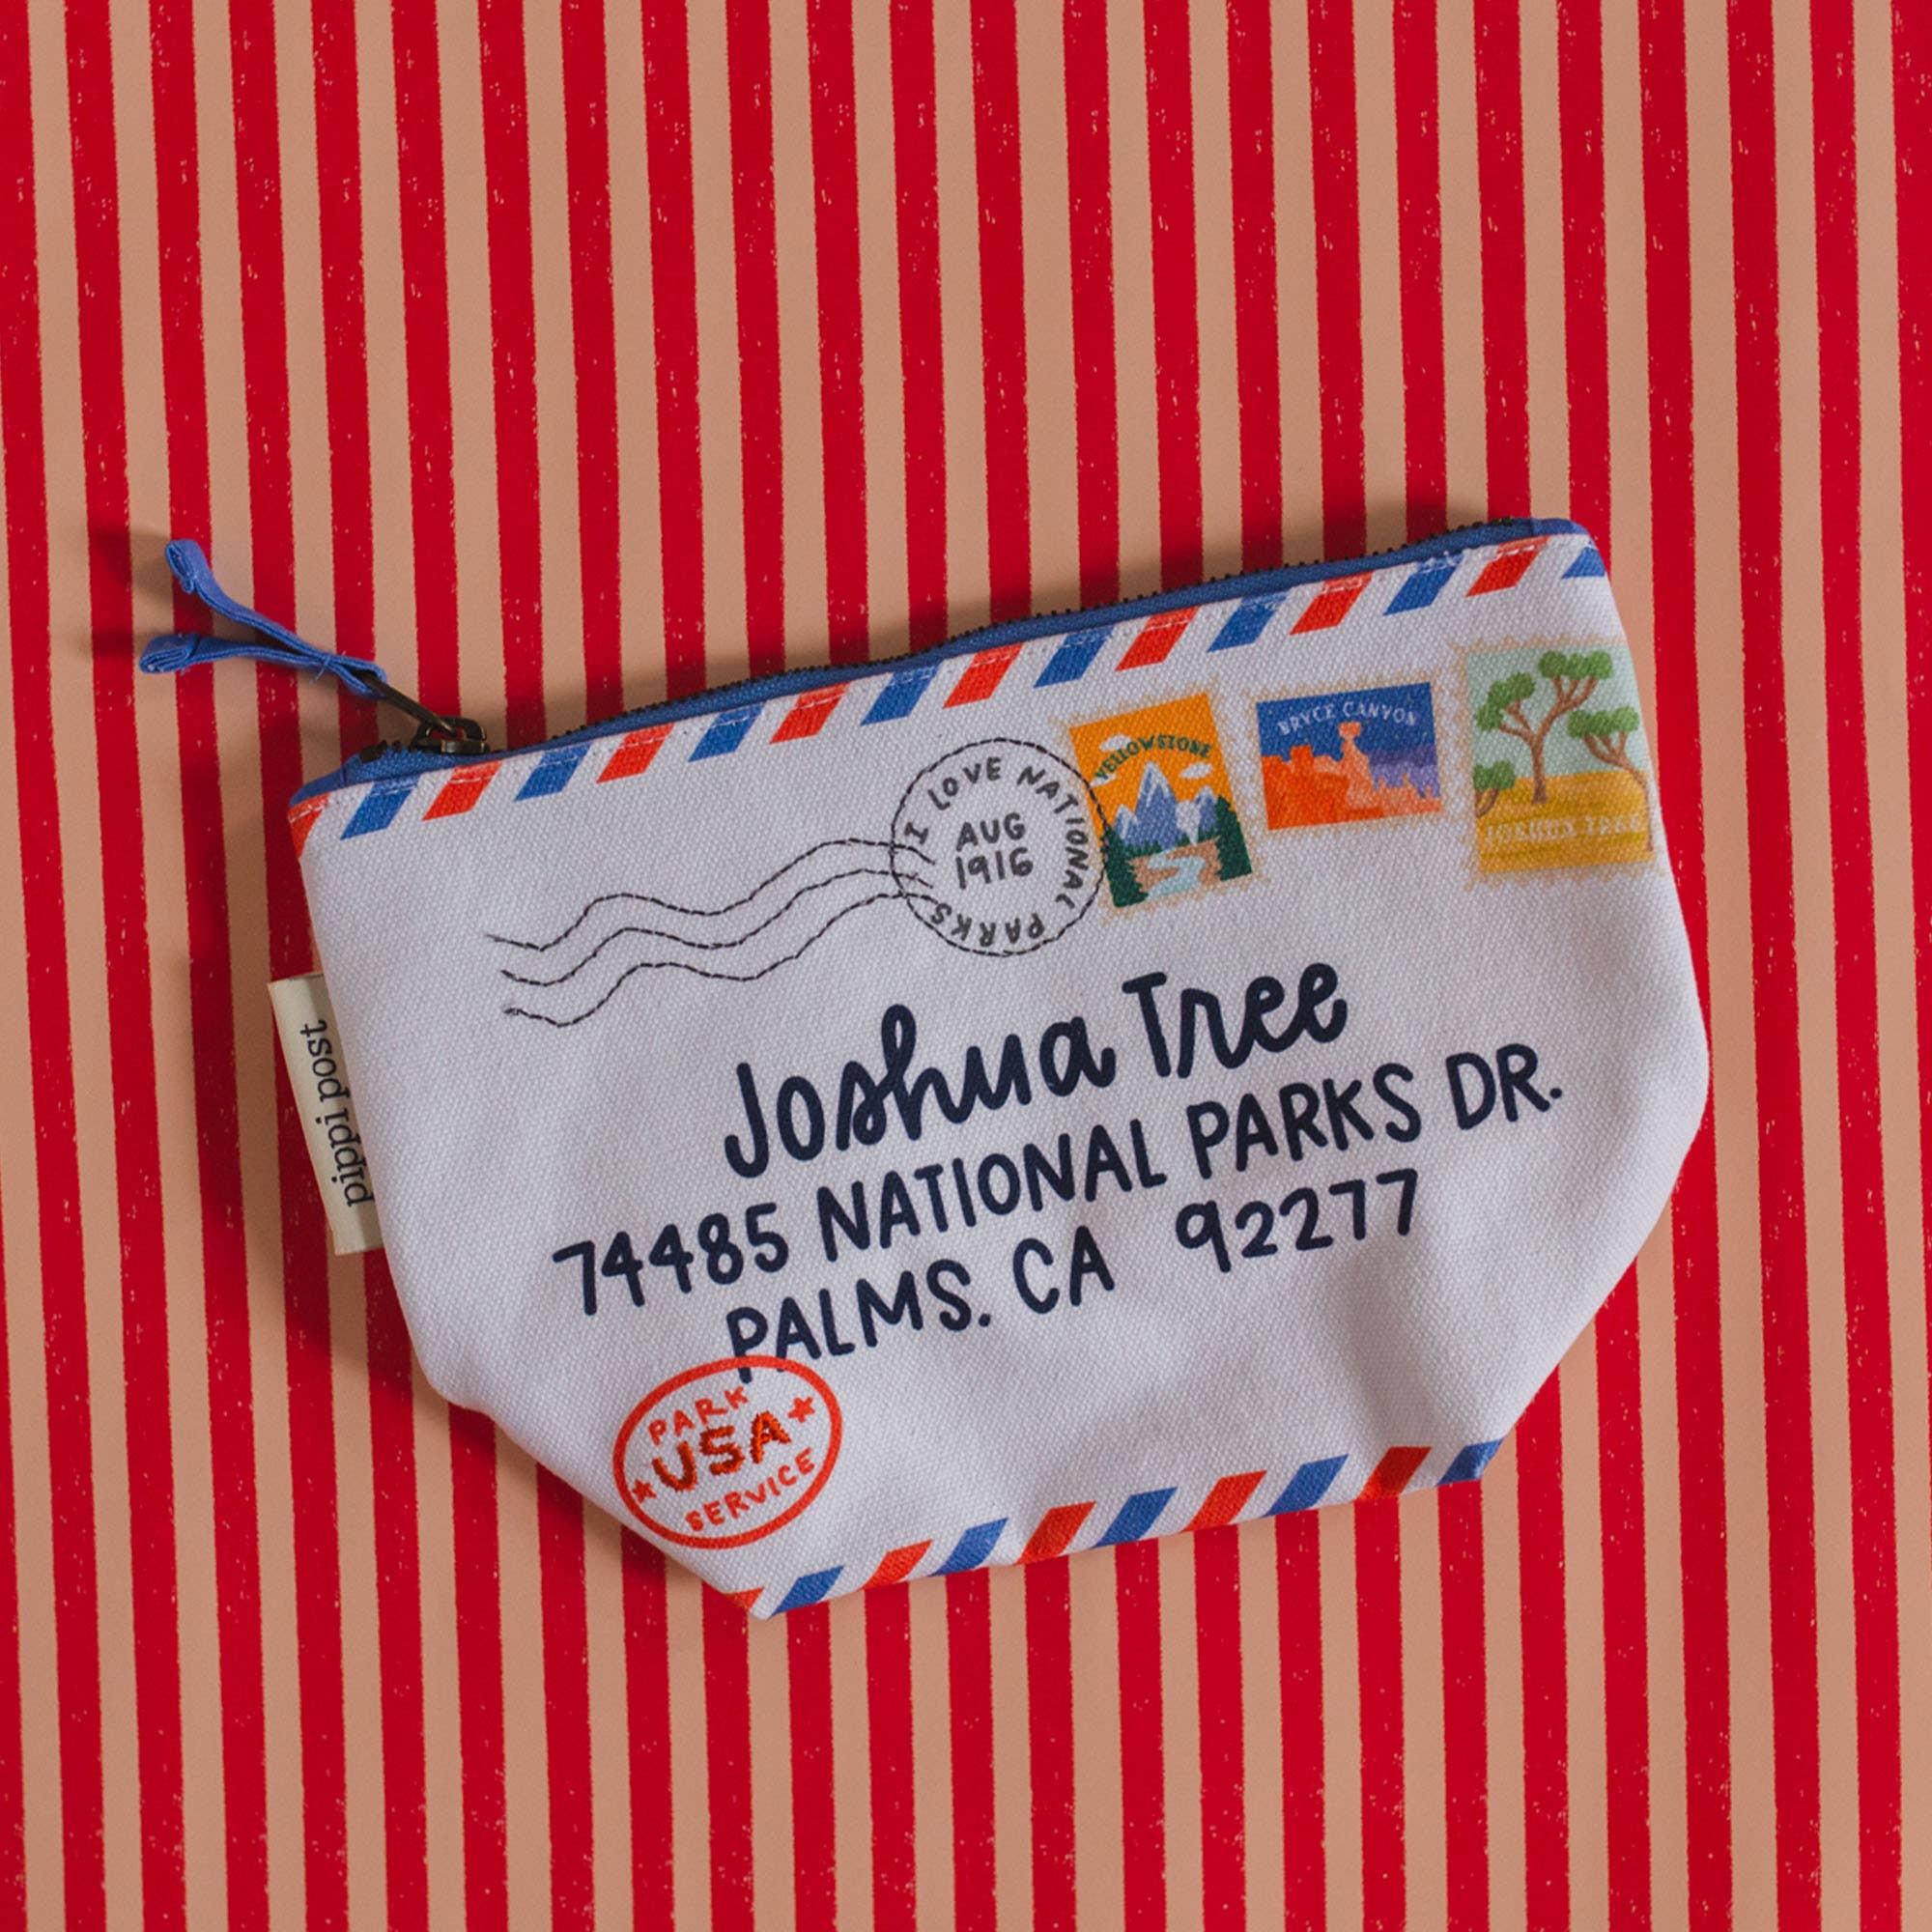 YELLOWSTONE
BRYCE CANYON
JOSHUA TREE
I LOVE NATIONAL PARKS
AUG
1916
Joshua Tree
74485 NATIONAL PARKS DR.
PALMS. CA 92277
PARK
USA
SERVICE
pippi post